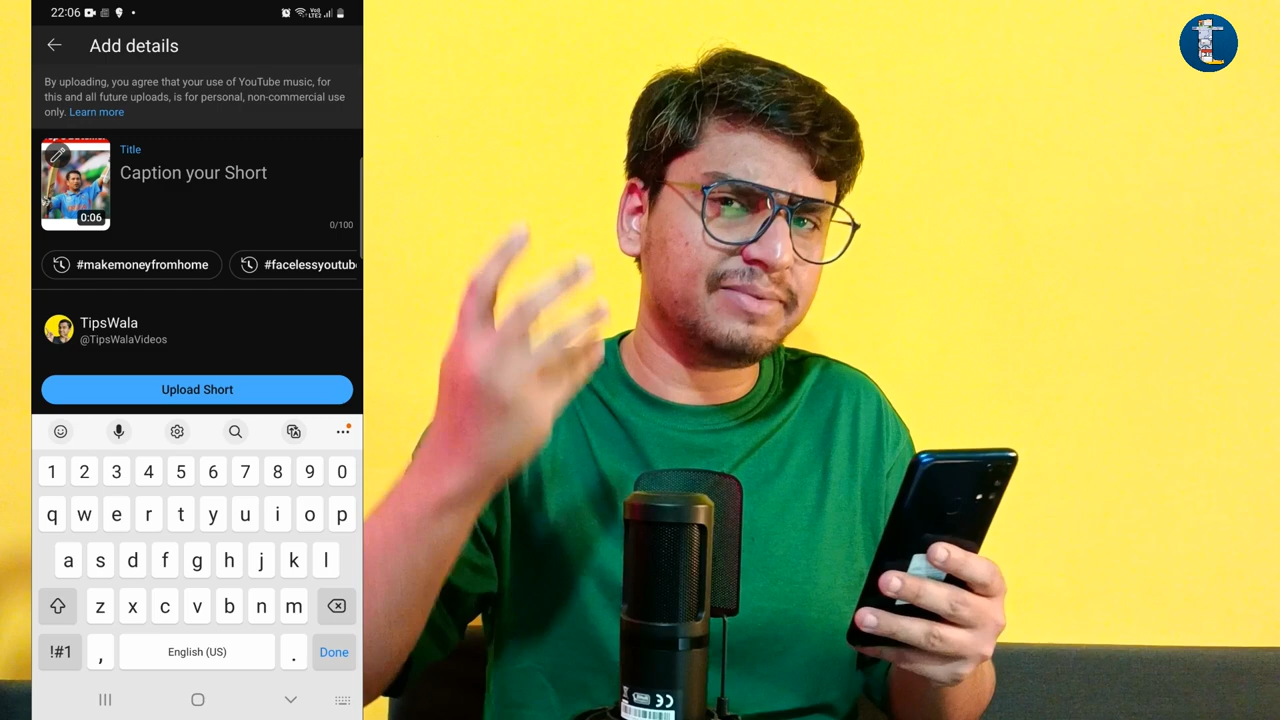 22:06
Vo))
LTE2
Add details
By uploading, you agree that your use of YouTube music, for
this and all future uploads, is for personal, non-commercial use
only. Learn more
Title
Caption your Short
0:06
0/100
#makemoneyfromhome
#facelessyoutub
TipsWala
@TipsWalaVideos
Upload Short
1 2 3 4 5 6 7 8 9 0
q w e r t y u i o p
a s d f g h j k l
z x c v b n m
!#1 , English (US) . Done
CE